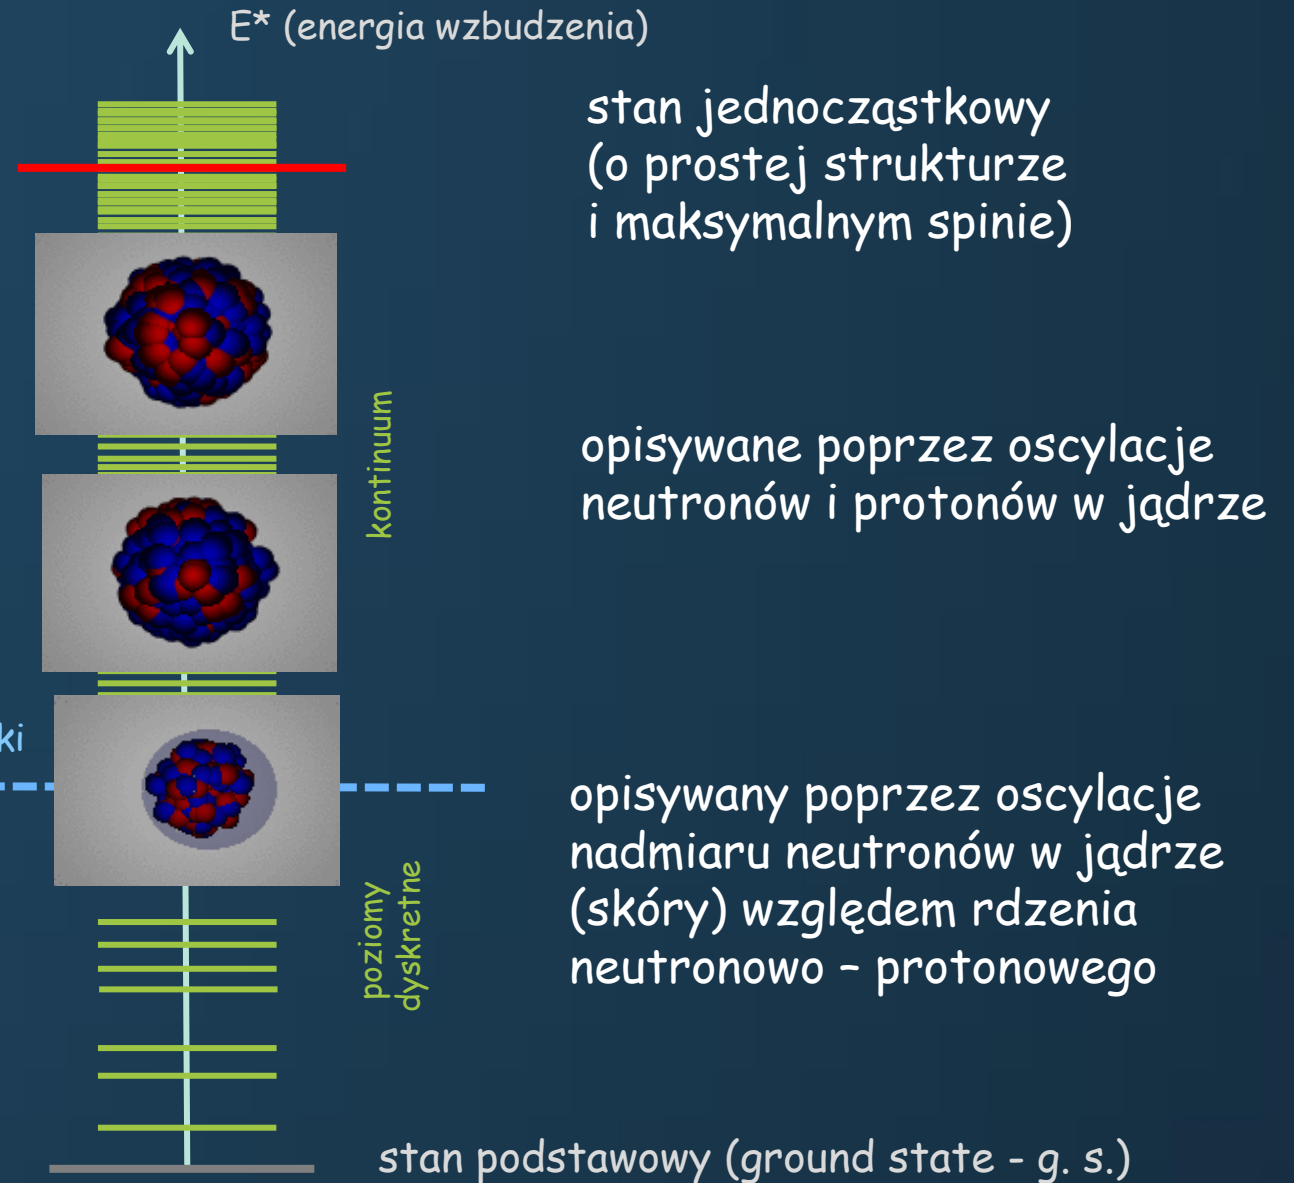 E* (energia wzbudzenia)
stan jednocząstkowy
(o prostej strukturze
i maksymalnym spinie)
kontinuum
opisywane poprzez oscylacje
neutronów i protonów w jądrze
ki
opisywany poprzez oscylacje
nadmiaru neutronów w jądrze
(skóry) względem rdzenia
neutronowo – protonowego
poziomy
dyskretne
stan podstawowy (ground state - g. s.)